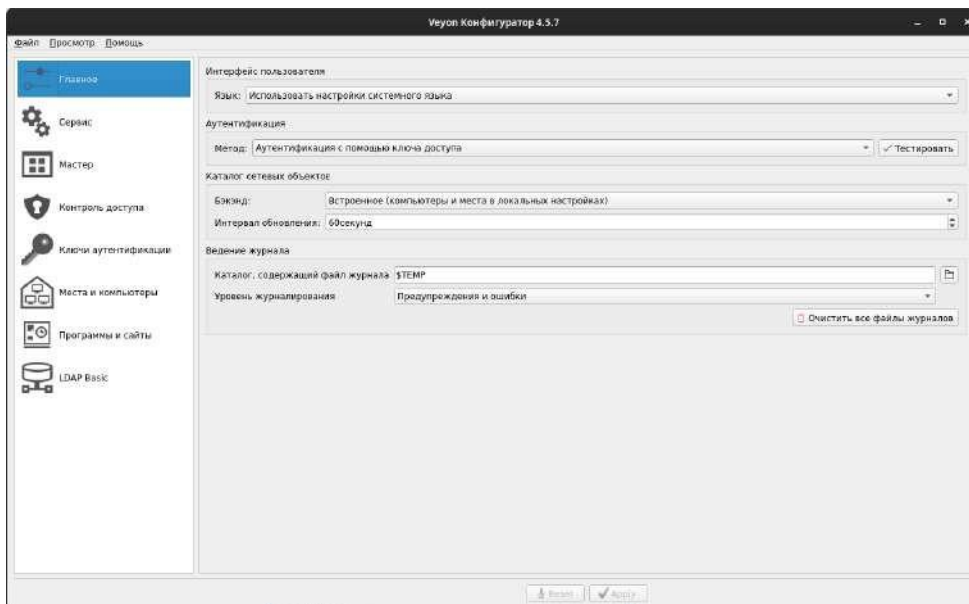 Veyon Конфигуратор 4.5.7
Файл Просмотр Помощь
Главное
Сервис
Мастер
Контроль доступа
Ключи аутентификации
Места и компьютеры
Программы и сайты
LDAP Basic
Интерфейс пользователя
Язык: Использовать настройки системного языка
Аутентификация
Метод: Аутентификация с помощью ключа доступа Тестировать
Каталог сетевых объектов
Бэкэнд: Встроенное (компьютеры и места в локальных настройках)
Интервал обновления: 60секунд
Ведение журнала
Каталог, содержащий файл журнала $TEMP
Уровень журналирования Предупреждения и ошибки
Очистить все файлы журналов
Reset Apply